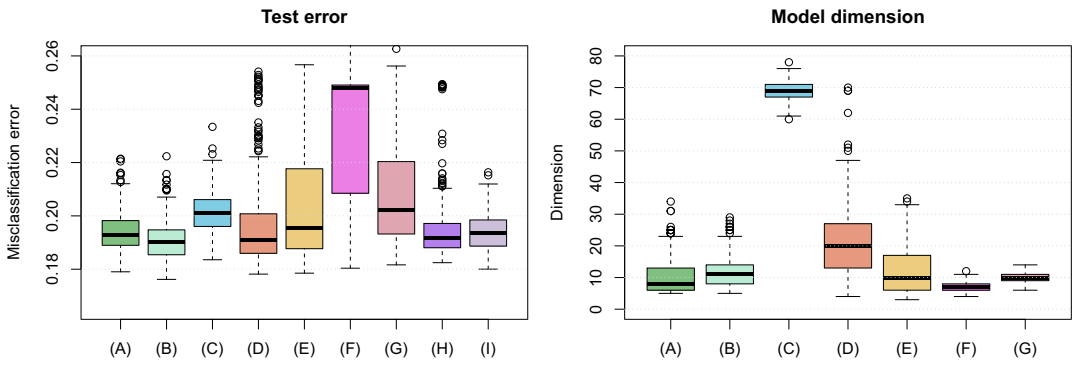 Test error
Misclassification error
0.26
0.24
0.22
0.20
0.18
(A) (B) (C) (D) (E) (F) (G) (H) (I)
Model dimension
Dimension
80
70
60
50
40
30
20
10
0
(A) (B) (C) (D) (E) (F) (G)